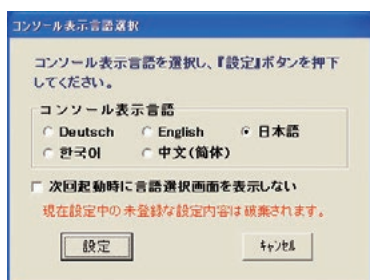 コンソール表示言語選択
コンソール表示言語を選択し、『設定』ボタンを押下
してください。
コンソール表示言語
Deutsch English 日本語
한국어 中文(简体)
次回起動時に言語選択画面を表示しない
現在設定中の未登録な設定内容は破棄されます。
設定 キャンセル